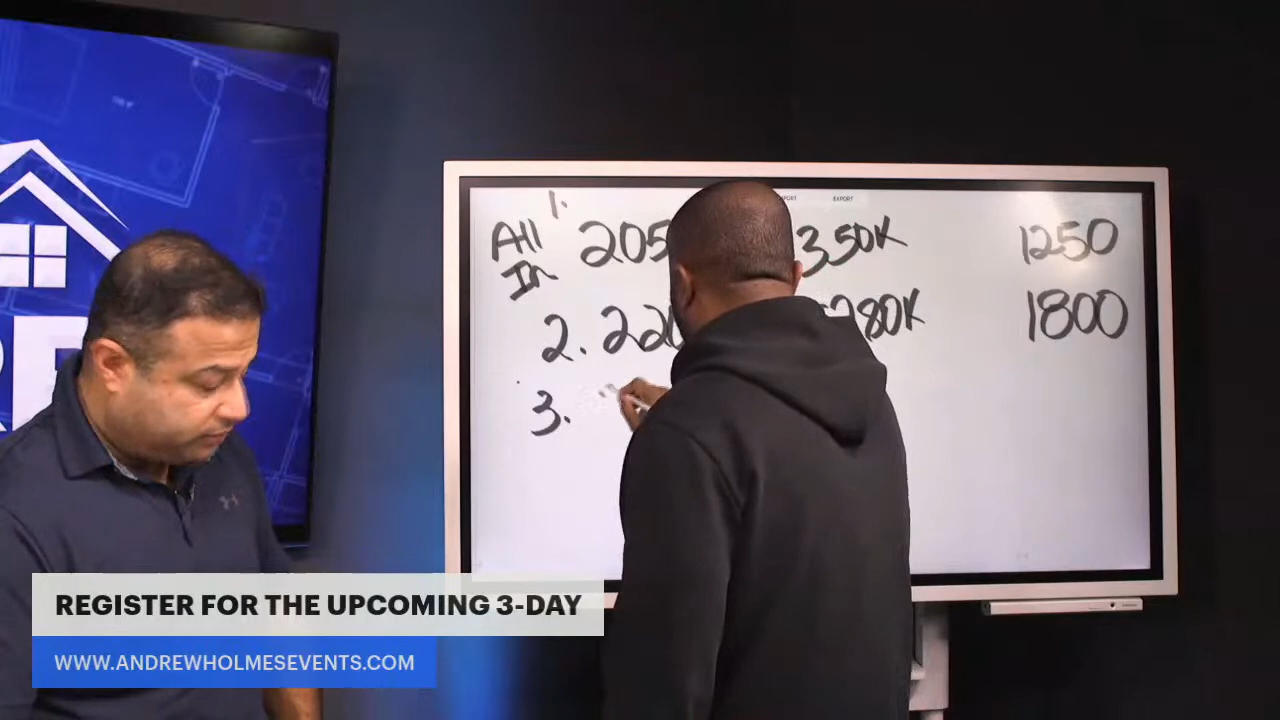 EXPORT
1.
All 205 350K 1250
In
2. 220 280K 1800
3.
REGISTER FOR THE UPCOMING 3-DAY
WWW.ANDREWHOLMESEVENTS.COM